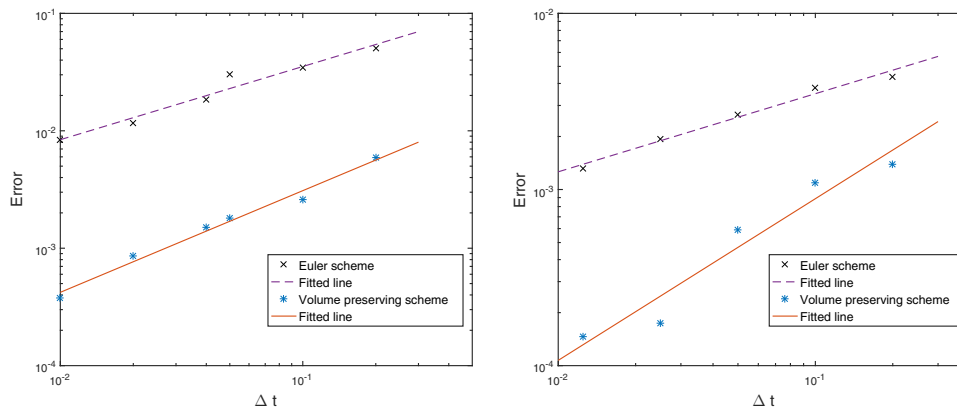 10^-1
10^-2
10^-3
10^-4
Error
10^-2
10^-1
Δ t
Euler scheme
Fitted line
Volume preserving scheme
Fitted line
10^-2
10^-3
10^-4
Error
10^-2
10^-1
Δ t
Euler scheme
Fitted line
Volume preserving scheme
Fitted line